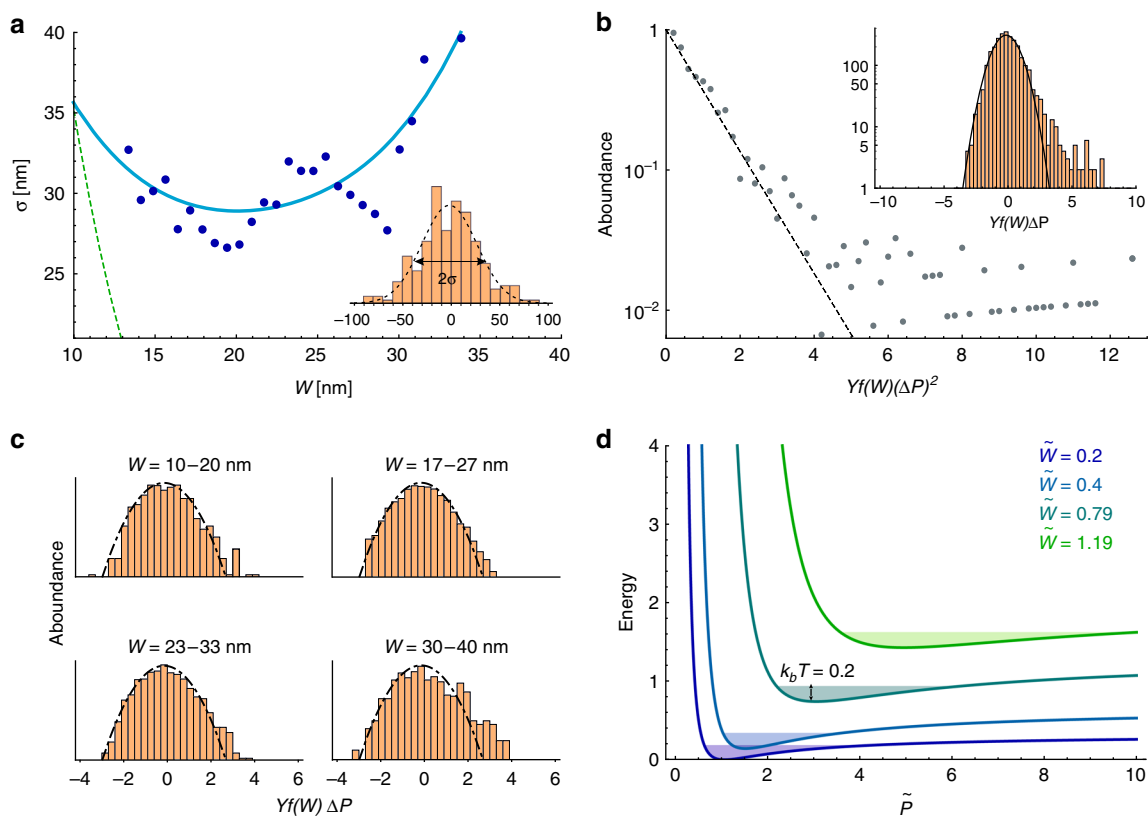 a
40
35
30
25
σ [nm]
2σ
−100 −50 0 50 100
10 15 20 25 30 35 40
W [nm]
b
1
10−1
10−2
Aboundance
100
10
5
1
−10 −5 0 5 10
Yf(W)ΔP
0 2 4 6 8 10 12
Yf(W)(ΔP)2
c
W = 10−20 nm
W = 17−27 nm
Aboundance
W = 23−33 nm
W = 30−40 nm
−4 −2 0 2 4 6
−4 −2 0 2 4 6
Yf(W) ΔP
d
4
3
2
1
0
Energy
W̃ = 0.2
W̃ = 0.4
W̃ = 0.79
W̃ = 1.19
kbT = 0.2
0 2 4 6 8 10
P̃